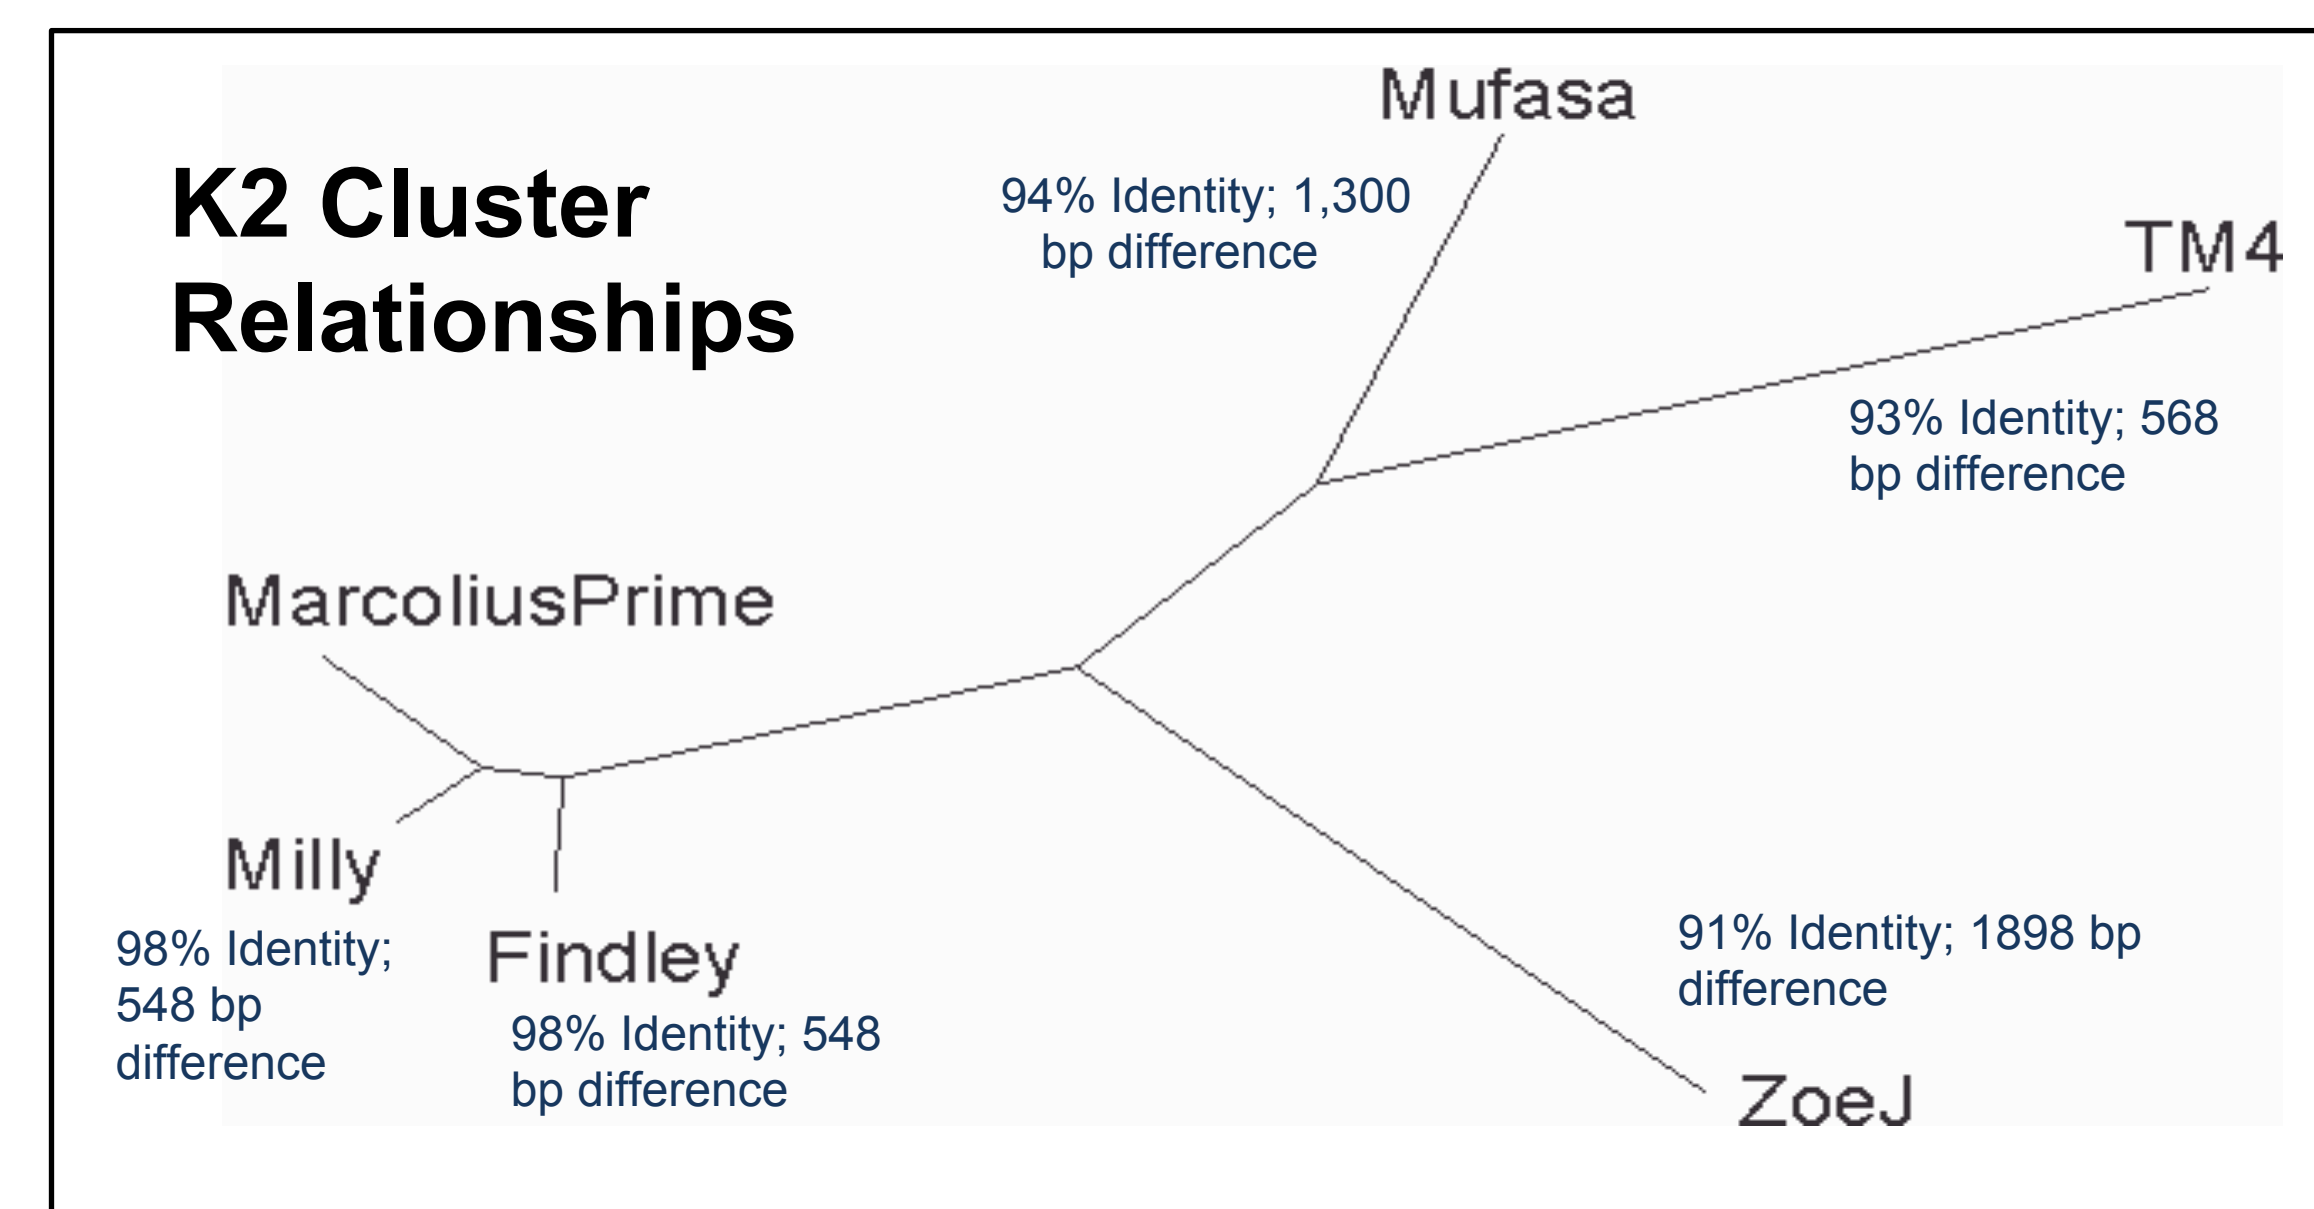 K2 Cluster
Relationships
Mufasa
94% Identity; 1,300
bp difference
TM4
93% Identity; 568
bp difference
MarcoliusPrime
Milly
98% Identity;
548 bp
difference
Findley
98% Identity; 548
bp difference
91% Identity; 1898 bp
difference
ZoeJ